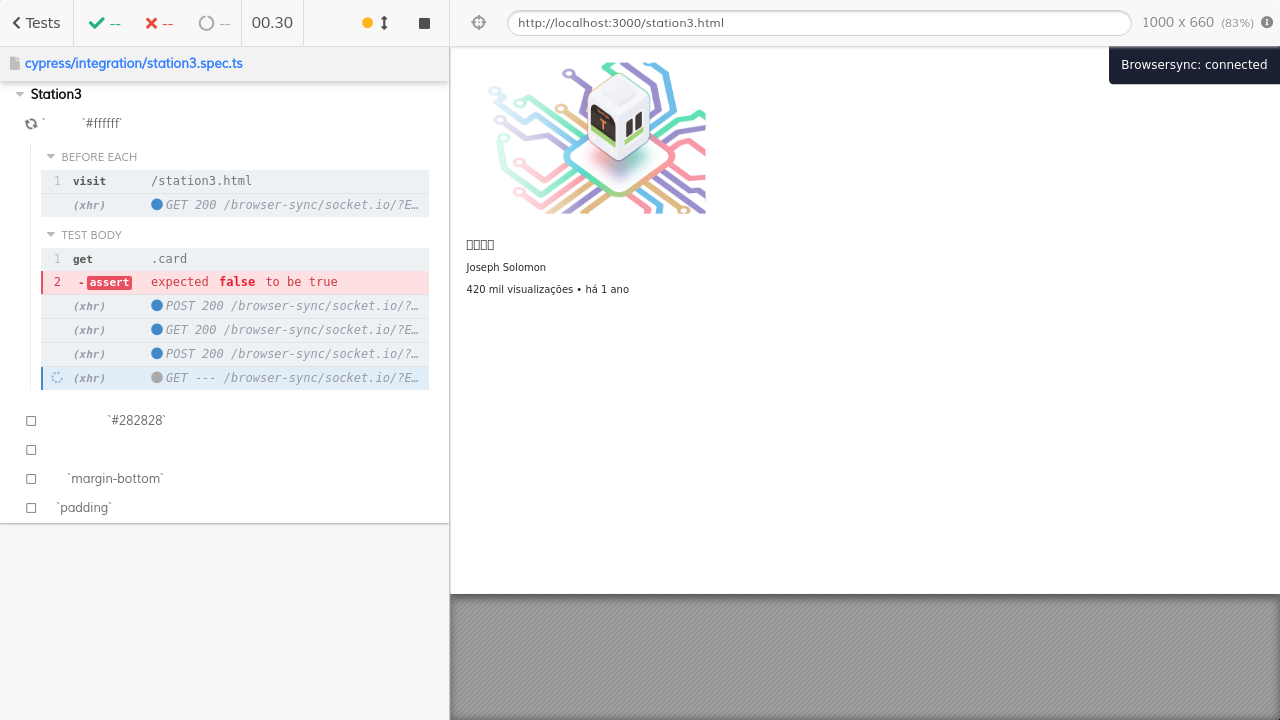 Tests
--
--
--
00.30
http://localhost:3000/station3.html
1000 x 660 (83%)
cypress/integration/station3.spec.ts
Browsersync: connected
Station3
` `#ffffff`
BEFORE EACH
1 visit /station3.html
(xhr) GET 200 /browser-sync/socket.io/?E…
TEST BODY
1 get .card
2 -assert expected false to be true
(xhr) POST 200 /browser-sync/socket.io/?…
(xhr) GET 200 /browser-sync/socket.io/?E…
(xhr) POST 200 /browser-sync/socket.io/?…
(xhr) GET --- /browser-sync/socket.io/?E…
`#282828`
`margin-bottom`
`padding`
Joseph Solomon
420 mil visualizações • há 1 ano